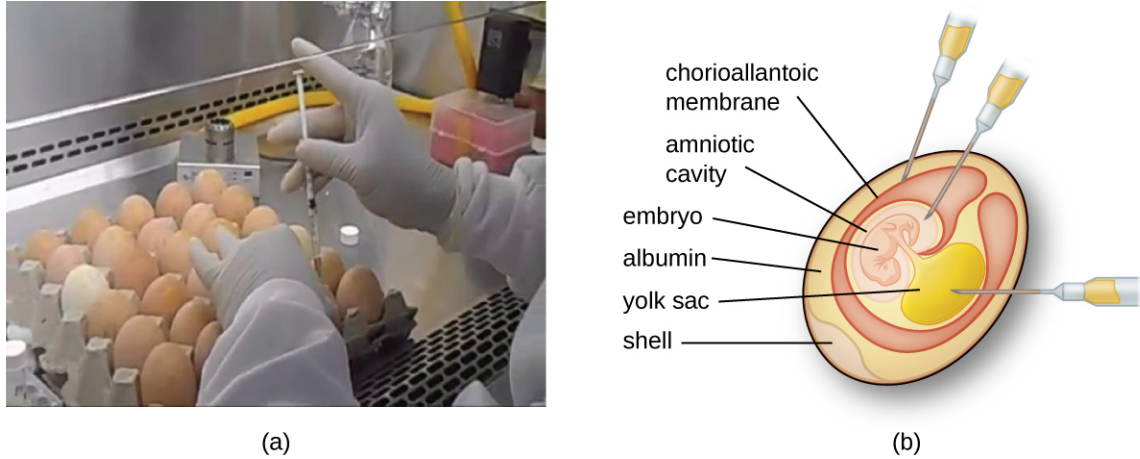 chorioallantoic
membrane
amniotic
cavity
embryo
albumin
yolk sac
shell
(a)
(b)